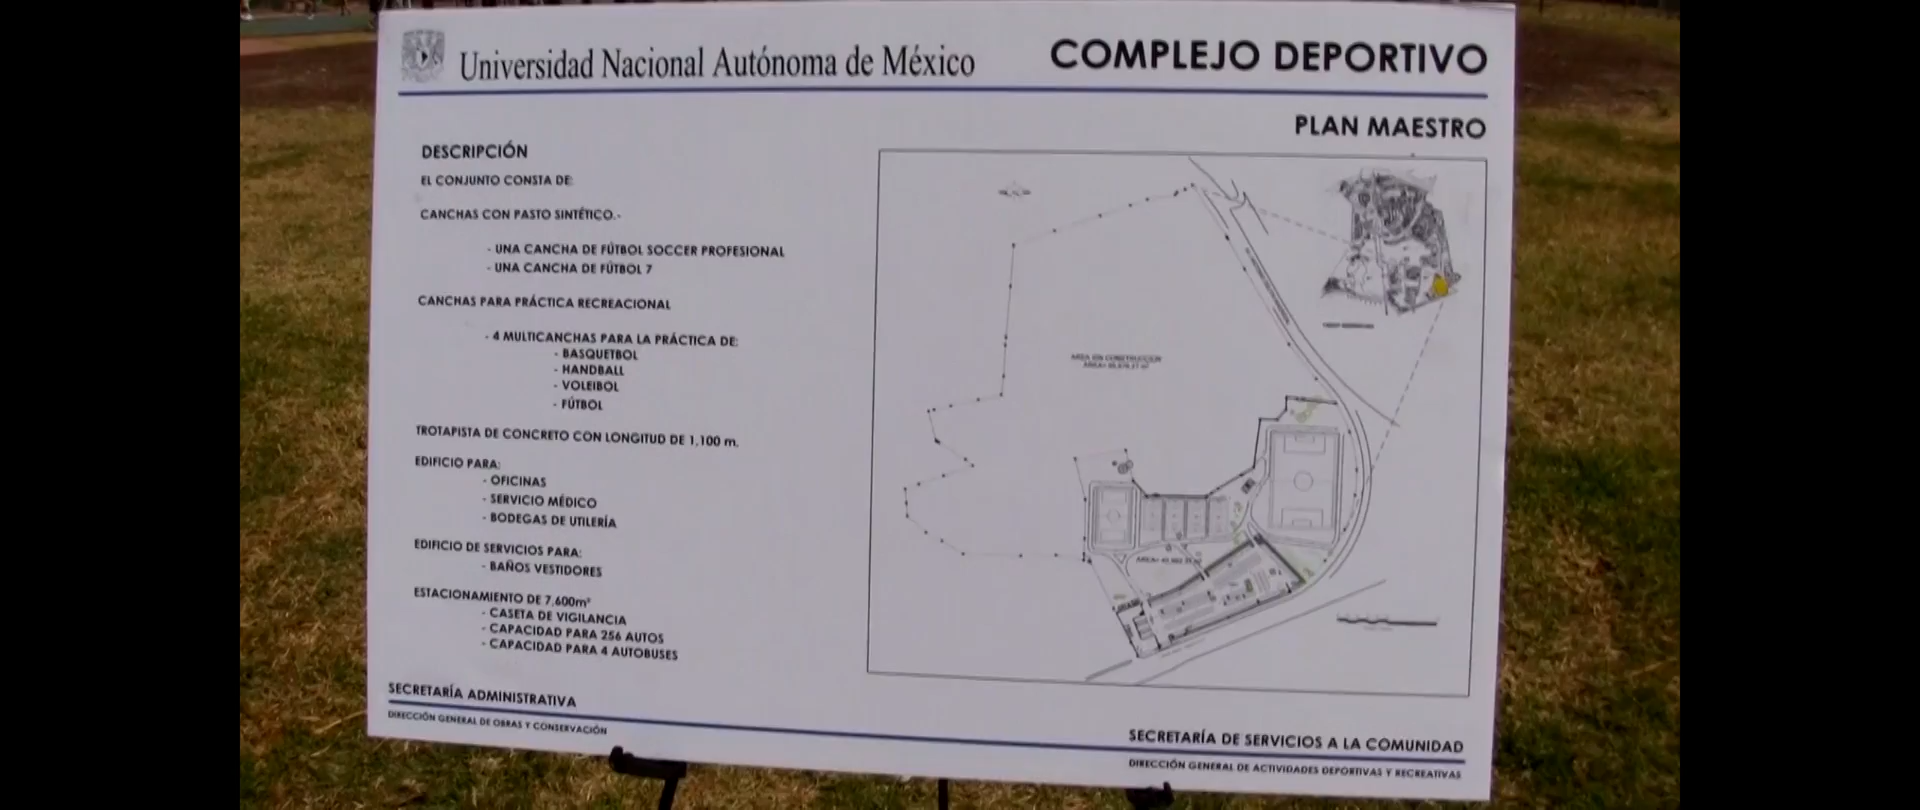 Universidad Nacional Autónoma de México
COMPLEJO DEPORTIVO
PLAN MAESTRO
DESCRIPCIÓN
EL CONJUNTO CONSTA DE:
CANCHAS CON PASTO SINTÉTICO.-
- UNA CANCHA DE FÚTBOL SOCCER PROFESIONAL
- UNA CANCHA DE FÚTBOL 7
CANCHAS PARA PRÁCTICA RECREACIONAL
- 4 MULTICANCHAS PARA LA PRÁCTICA DE:
- BASQUETBOL
- HANDBALL
- VOLEIBOL
- FÚTBOL
TROTAPISTA DE CONCRETO CON LONGITUD DE 1,100 m.
EDIFICIO PARA:
- OFICINAS
- SERVICIO MÉDICO
- BODEGAS DE UTILERÍA
EDIFICIO DE SERVICIOS PARA:
- BAÑOS VESTIDORES
ESTACIONAMIENTO DE 7,600m²
- CASETA DE VIGILANCIA
- CAPACIDAD PARA 256 AUTOS
- CAPACIDAD PARA 4 AUTOBUSES
SECRETARÍA ADMINISTRATIVA
DIRECCIÓN GENERAL DE OBRAS Y CONSERVACIÓN
SECRETARÍA DE SERVICIOS A LA COMUNIDAD
DIRECCIÓN GENERAL DE ACTIVIDADES DEPORTIVAS Y RECREATIVAS